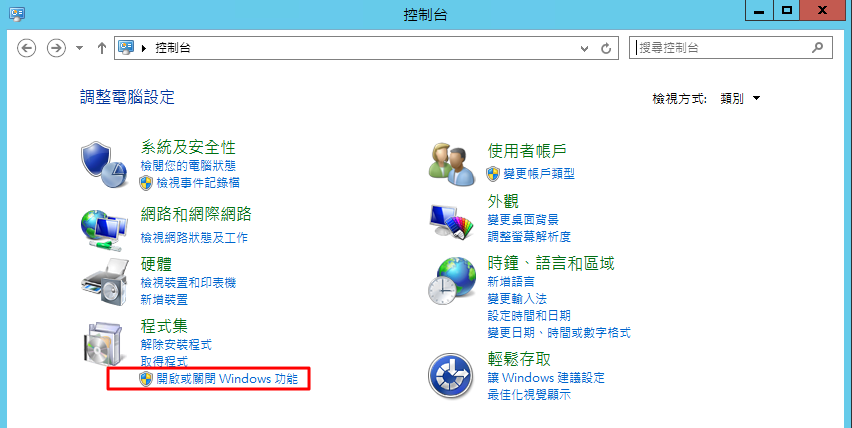 控制台
控制台
搜尋控制台
調整電腦設定
檢視方式:
類別
系統及安全性
檢閱您的電腦狀態
檢視事件記錄檔
網路和網際網路
檢視網路狀態及工作
硬體
檢視裝置和印表機
新增裝置
程式集
解除安裝程式
取得程式
開啟或關閉 Windows 功能
使用者帳戶
變更帳戶類型
外觀
變更桌面背景
調整螢幕解析度
時鐘、語言和區域
新增語言
變更輸入法
設定時間和日期
變更日期、時間或數字格式
輕鬆存取
讓 Windows 建議設定
最佳化視覺顯示